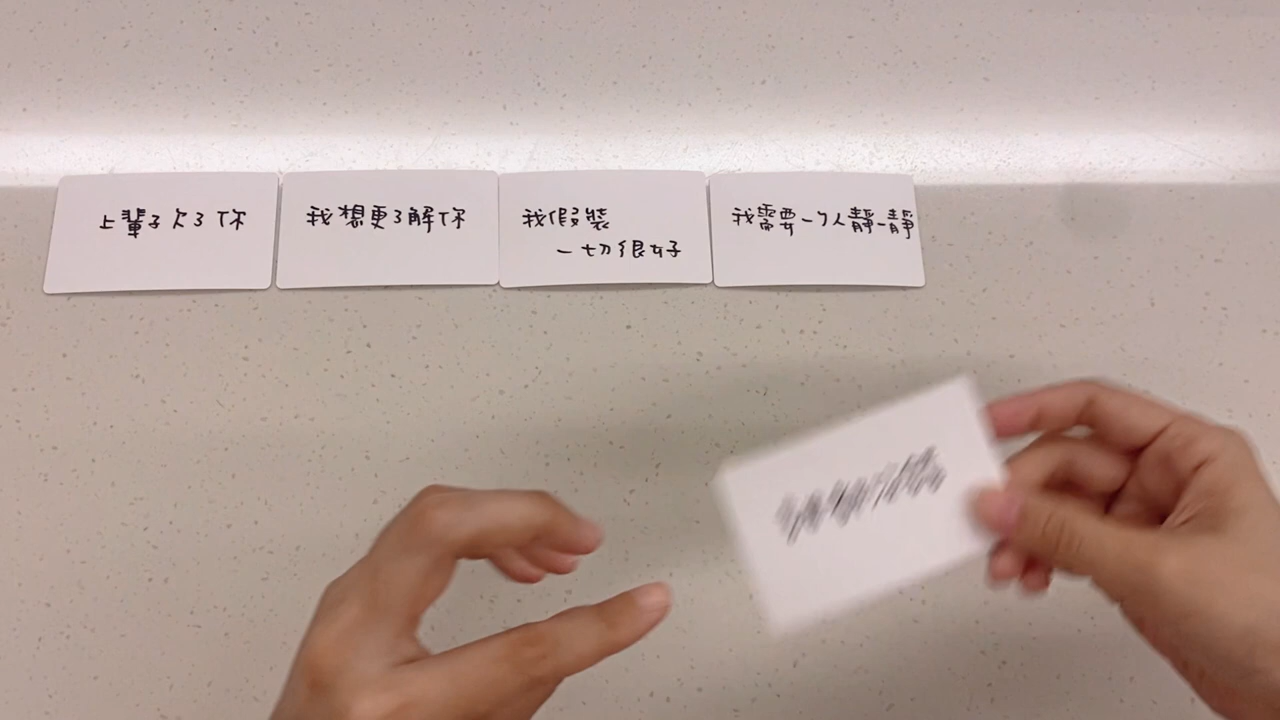 上輩子欠了你
我想更了解你
我假裝
一切很好
我需要一个人靜一靜